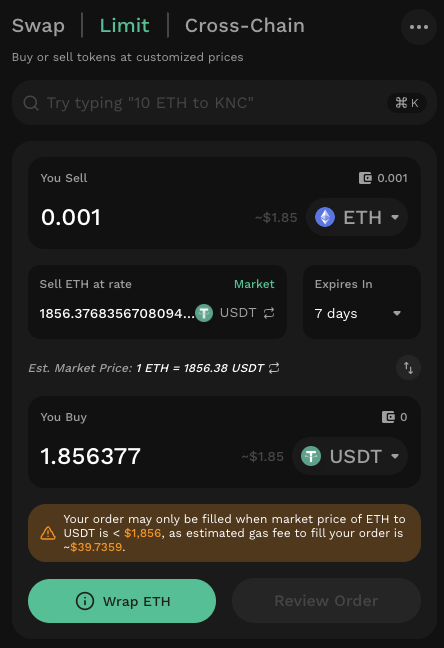 Swap Limit Cross-Chain
Buy or sell tokens at customized prices
Try typing "10 ETH to KNC" ⌘ K
You Sell 0.001
0.001 ~$1.85 ETH
Sell ETH at rate Market
Expires In
1856.3768356708094... USDT
7 days
Est. Market Price: 1 ETH = 1856.38 USDT
You Buy 0
1.856377 ~$1.85 USDT
Your order may only be filled when market price of ETH to
USDT is < $1,856, as estimated gas fee to fill your order is
~$39.7359.
Wrap ETH
Review Order